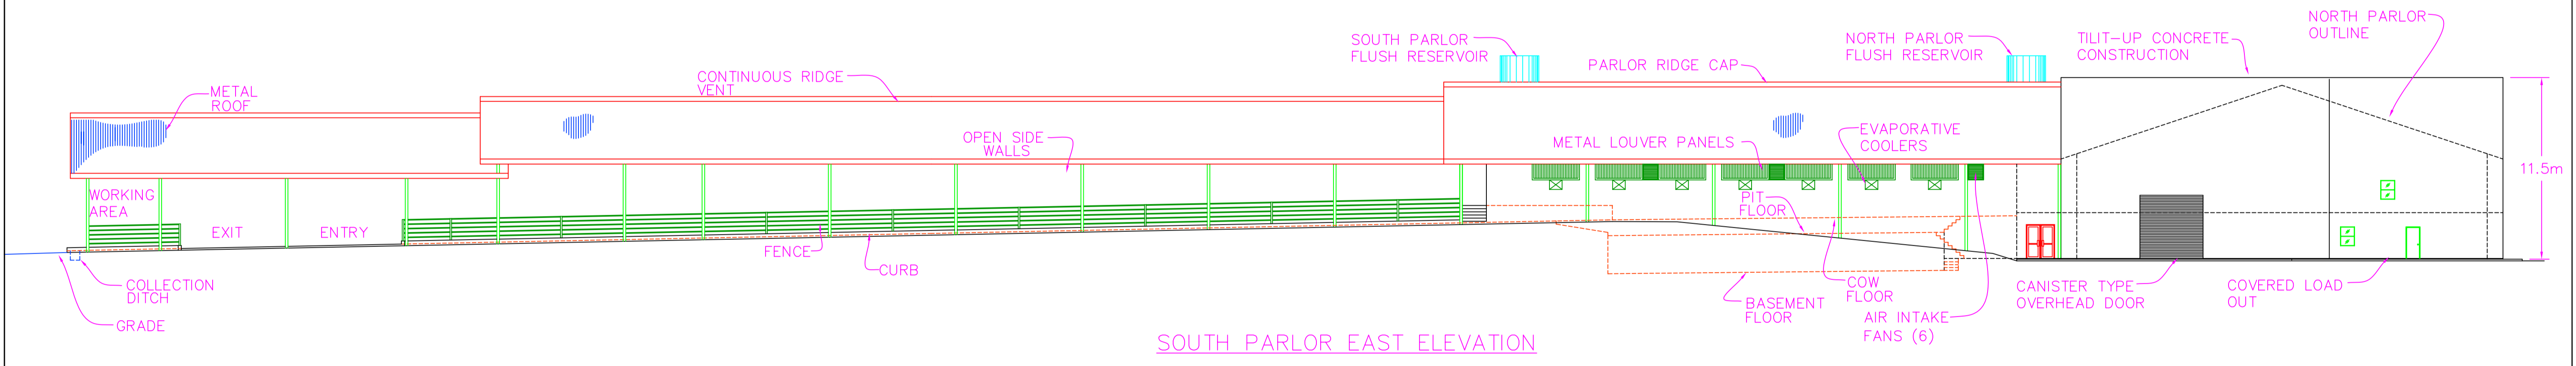 METAL
ROOF
CONTINUOUS RIDGE
VENT
OPEN SIDE
WALLS
SOUTH PARLOR
FLUSH RESERVOIR
PARLOR RIDGE CAP
NORTH PARLOR
FLUSH RESERVOIR
TILIT-UP CONCRETE
CONSTRUCTION
NORTH PARLOR
OUTLINE
METAL LOUVER PANELS
EVAPORATIVE
COOLERS
11.5m
WORKING
AREA
EXIT
ENTRY
PIT
FLOOR
FENCE
CURB
COLLECTION
DITCH
GRADE
BASEMENT
FLOOR
COW
FLOOR
AIR INTAKE
FANS (6)
CANISTER TYPE
OVERHEAD DOOR
COVERED LOAD
OUT
SOUTH PARLOR EAST ELEVATION